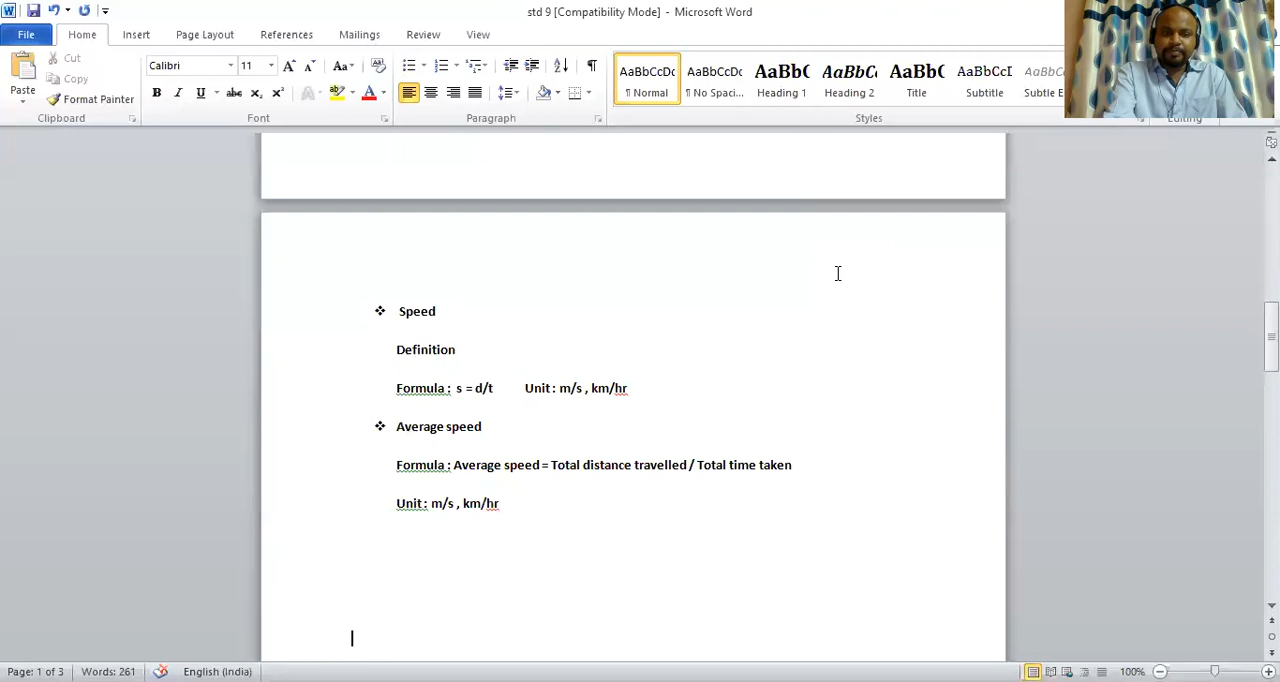 std 9 [Compatibility Mode] - Microsoft Word
File Home Insert Page Layout References Mailings Review View
Paste
Cut
Copy
Format Painter
Clipboard
Calibri 11
Font
Paragraph
AaBbCcDc AaBbCcDc AaBbC AaBbCc AaBbC AaBbCcD AaBbCcL
¶ Normal ¶ No Spaci... Heading 1 Heading 2 Title Subtitle Subtle E
Styles
Editing
❖ Speed
Definition
Formula : s = d/t Unit : m/s , km/hr
❖ Average speed
Formula : Average speed = Total distance travelled / Total time taken
Unit : m/s , km/hr
Page: 1 of 3 Words: 261 English (India) 100%